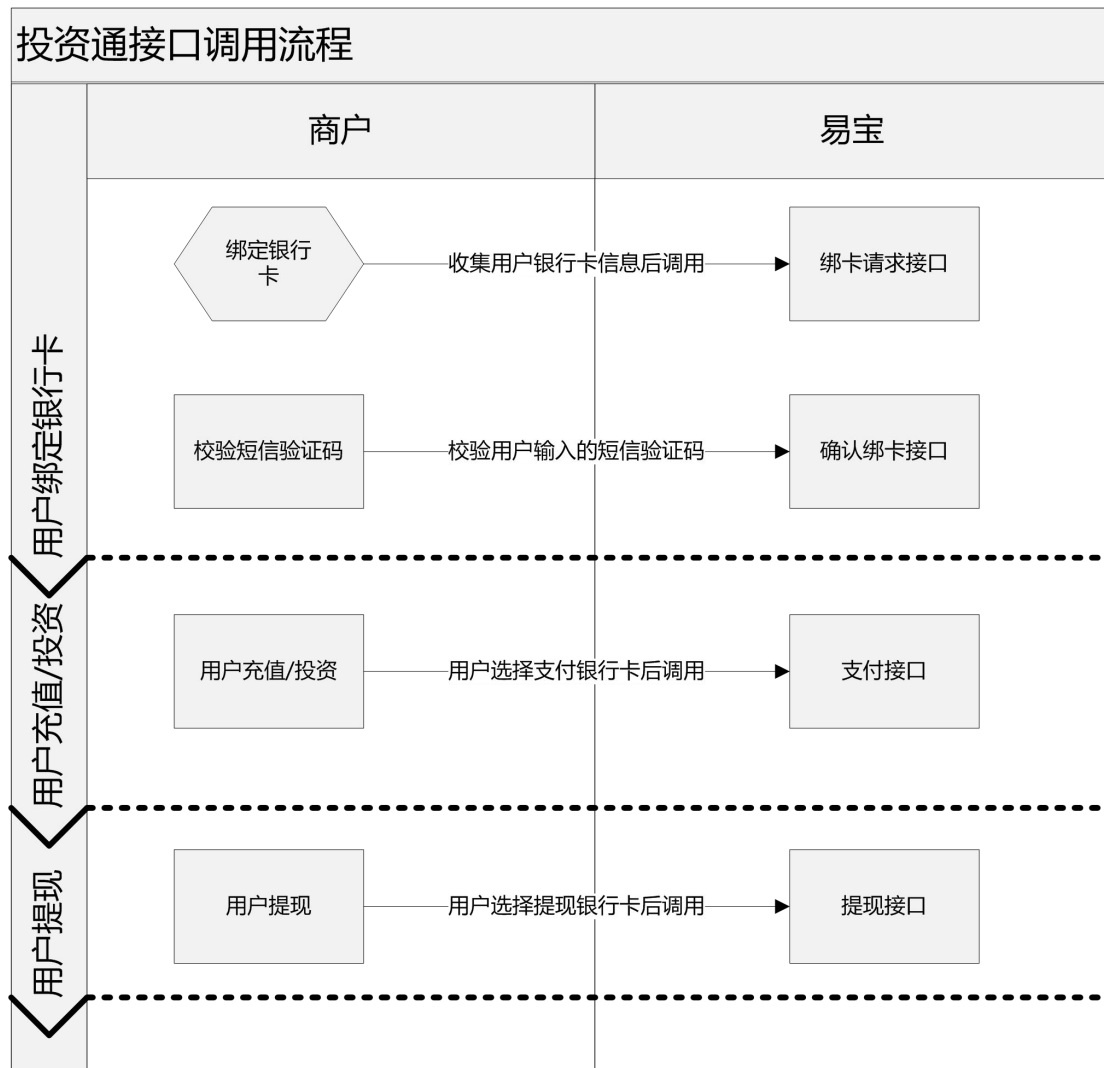 投资通接口调用流程
商户
易宝
用户绑定银行卡
绑定银行
卡
收集用户银行卡信息后调用
绑卡请求接口
校验短信验证码
校验用户输入的短信验证码
确认绑卡接口
用户充值/投资
用户充值/投资
用户选择支付银行卡后调用
支付接口
用户提现
用户提现
用户选择提现银行卡后调用
提现接口